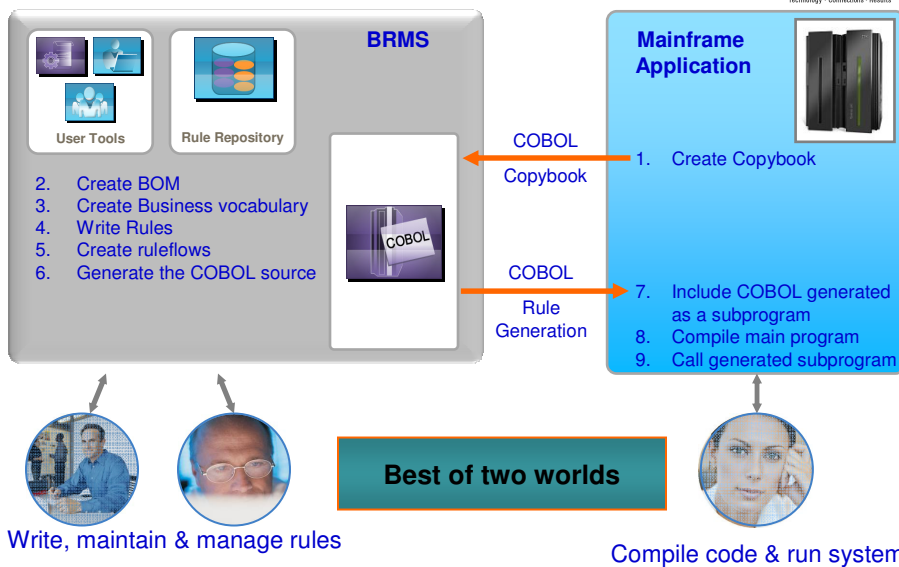 Technology · Connections · Results
BRMS
User Tools
Rule Repository
2. Create BOM
3. Create Business vocabulary
4. Write Rules
5. Create ruleflows
6. Generate the COBOL source
COBOL
COBOL
Copybook
COBOL
Rule
Generation
Mainframe
Application
1. Create Copybook
7. Include COBOL generated
as a subprogram
8. Compile main program
9. Call generated subprogram
Best of two worlds
Write, maintain & manage rules
Compile code & run system